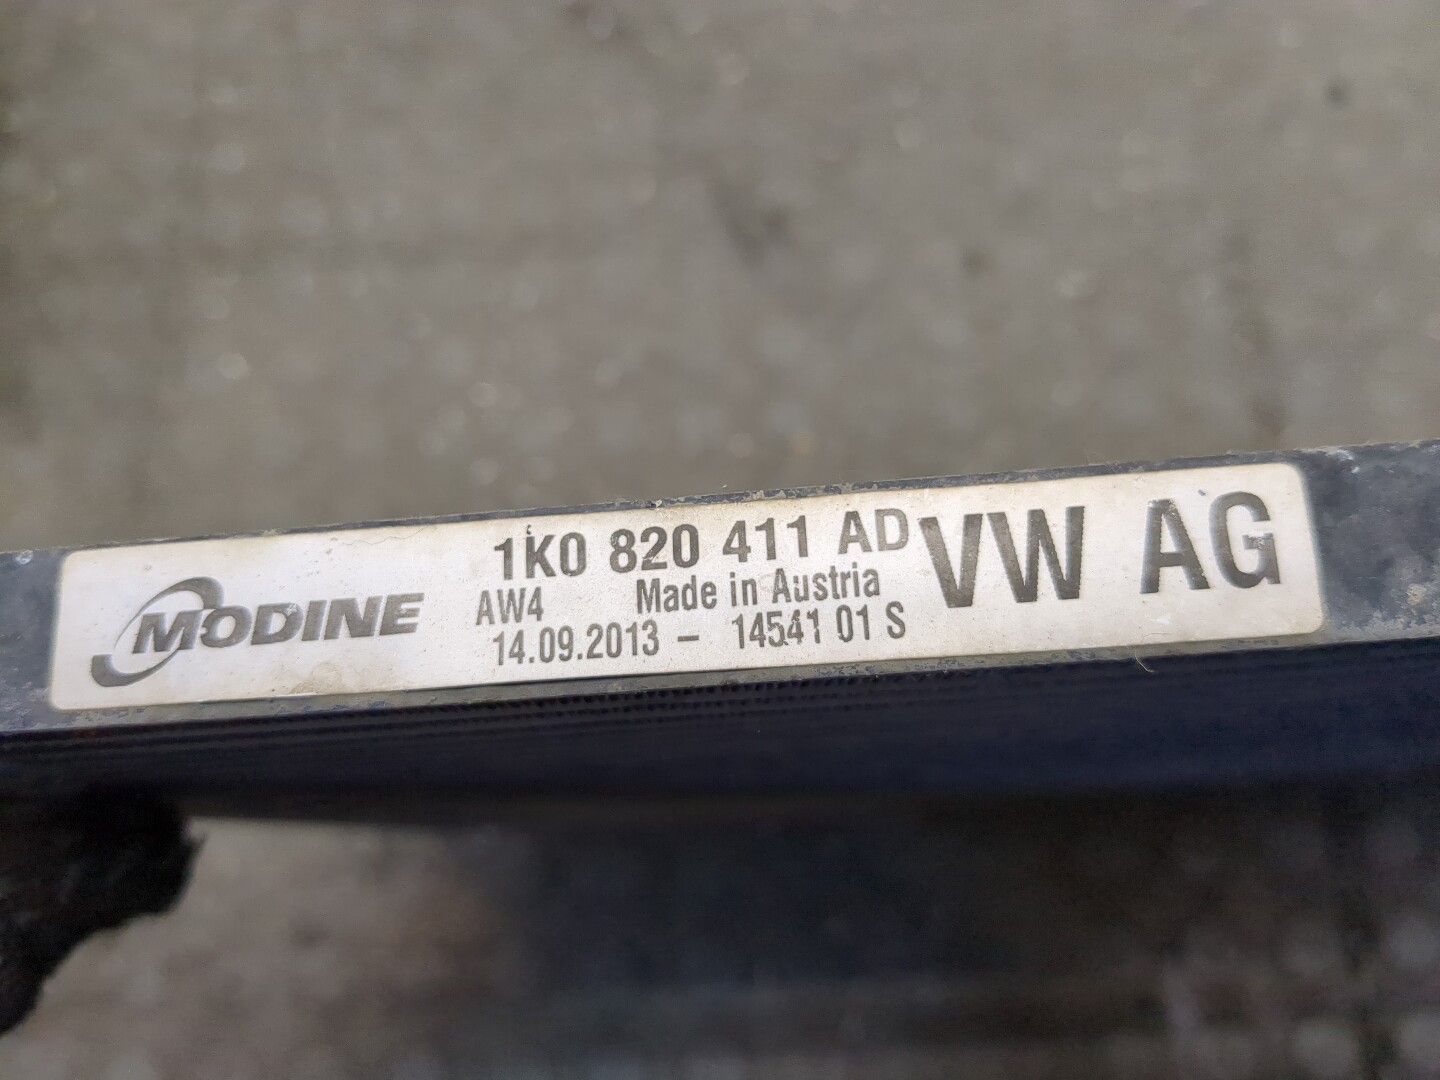 MODINE
1K0 820 411 AD
AW4 Made in Austria
14.09.2013 – 14541 01 S
VW AG